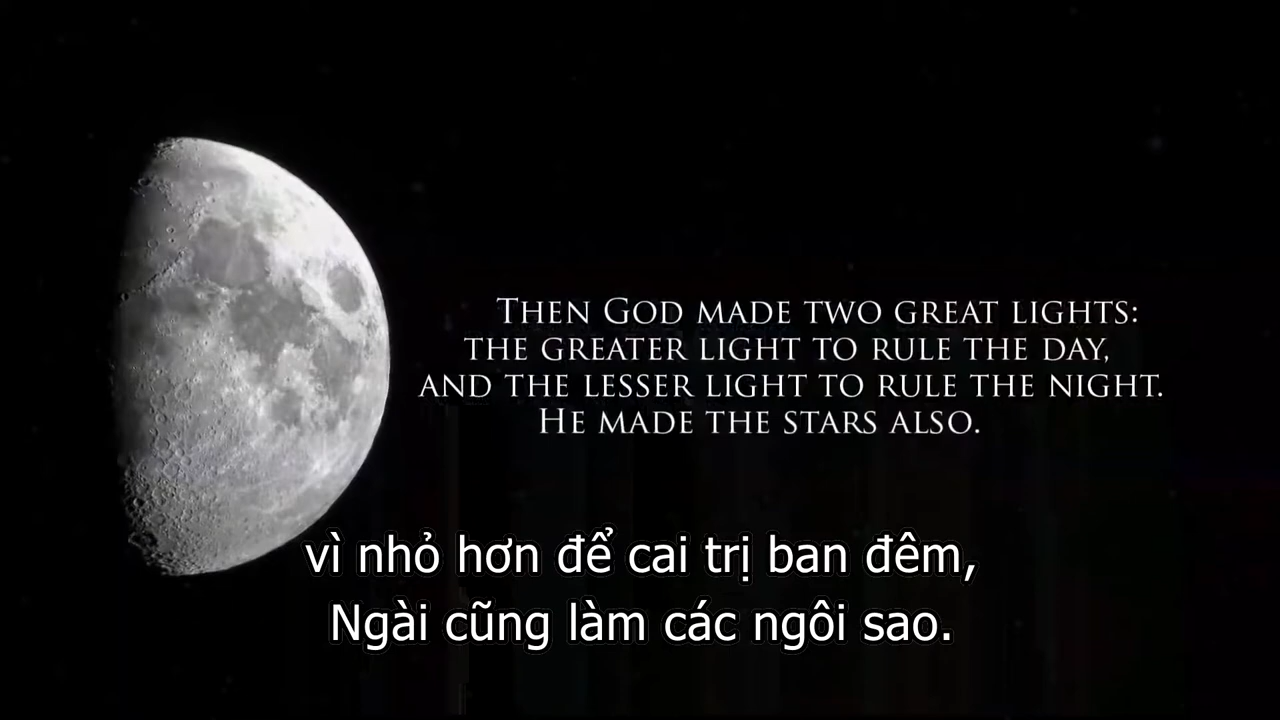 Then God made two great lights:
the greater light to rule the day,
and the lesser light to rule the night.
He made the stars also.
vì nhỏ hơn để cai trị ban đêm,
Ngài cũng làm các ngôi sao.